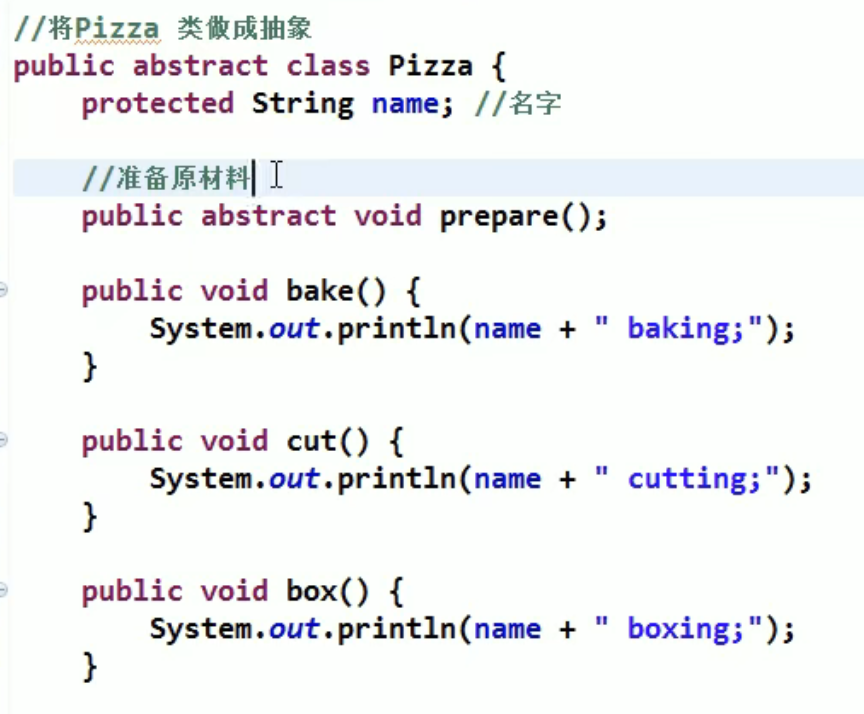 //将Pizza 类做成抽象
public abstract class Pizza {
    protected String name; //名字
    //准备原材料
    public abstract void prepare();
    public void bake() {
        System.out.println(name + " baking;");
    }
    public void cut() {
        System.out.println(name + " cutting;");
    }
    public void box() {
        System.out.println(name + " boxing;");
    }